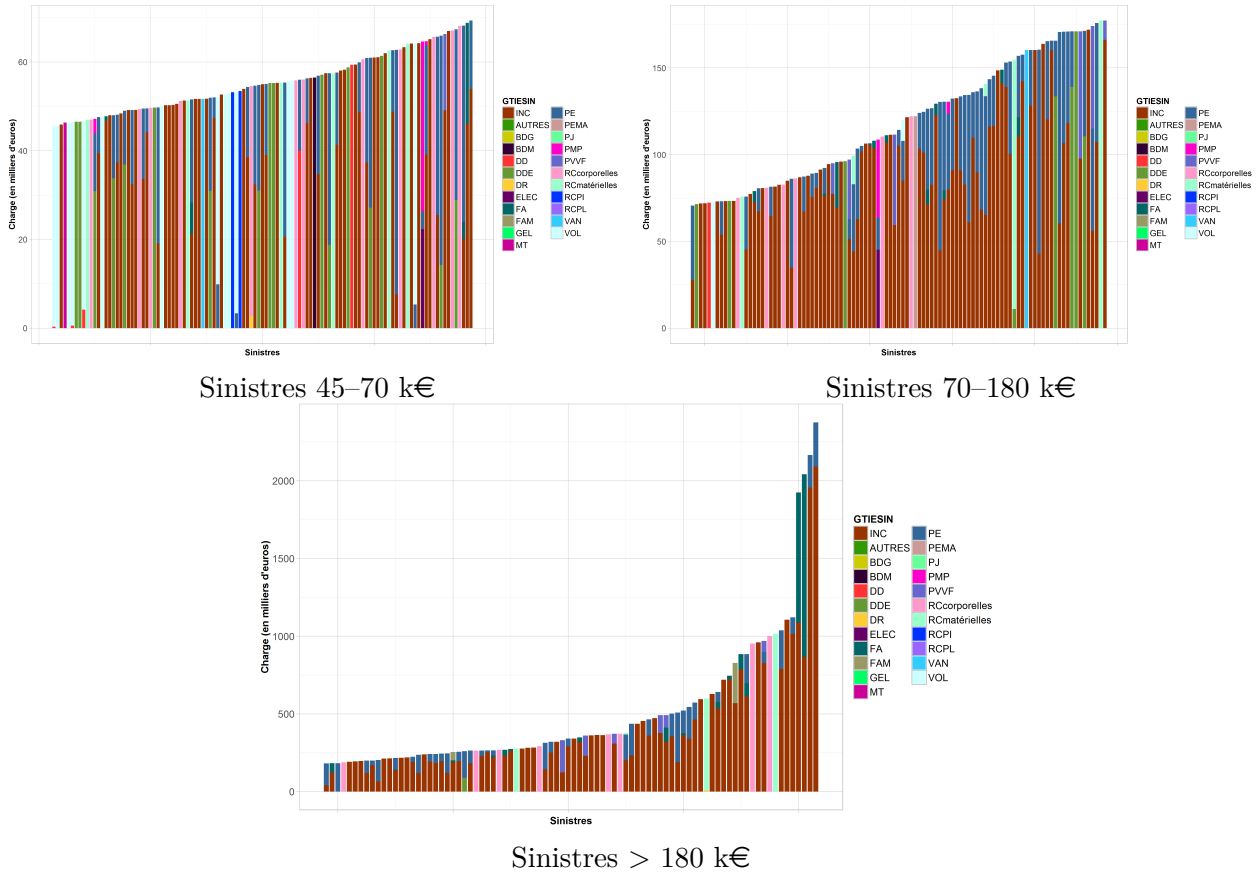 60
40
20
0
Charge (en milliers d'euros)
Sinistres
GTIESIN
INC PE
AUTRES PEMA
BDG PJ
BDM PMP
DD PVVF
DDE RCcorporelles
DR RCmatérielles
ELEC RCPI
FA RCPL
FAM VAN
GEL VOL
MT
Sinistres 45–70 k€
150
100
50
0
Charge (en milliers d'euros)
Sinistres
GTIESIN
INC PE
AUTRES PEMA
BDG PJ
BDM PMP
DD PVVF
DDE RCcorporelles
DR RCmatérielles
ELEC RCPI
FA RCPL
FAM VAN
GEL VOL
MT
Sinistres 70–180 k€
2000
1500
1000
500
0
Charge (en milliers d'euros)
Sinistres
GTIESIN
INC PE
AUTRES PEMA
BDG PJ
BDM PMP
DD PVVF
DDE RCcorporelles
DR RCmatérielles
ELEC RCPI
FA RCPL
FAM VAN
GEL VOL
MT
Sinistres > 180 k€